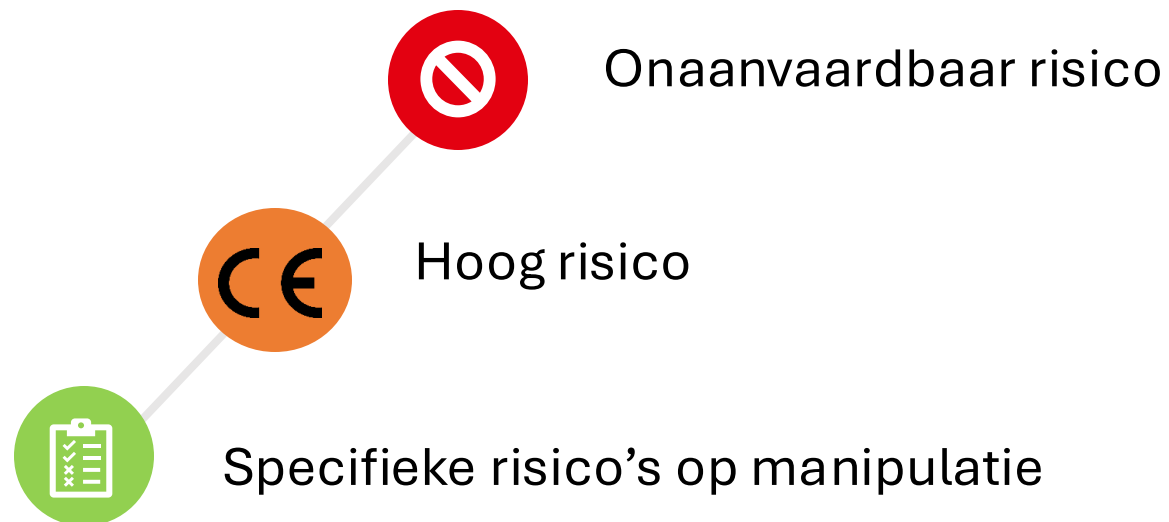 Onaanvaardbaar risico
CE
Hoog risico
Specifieke risico’s op manipulatie